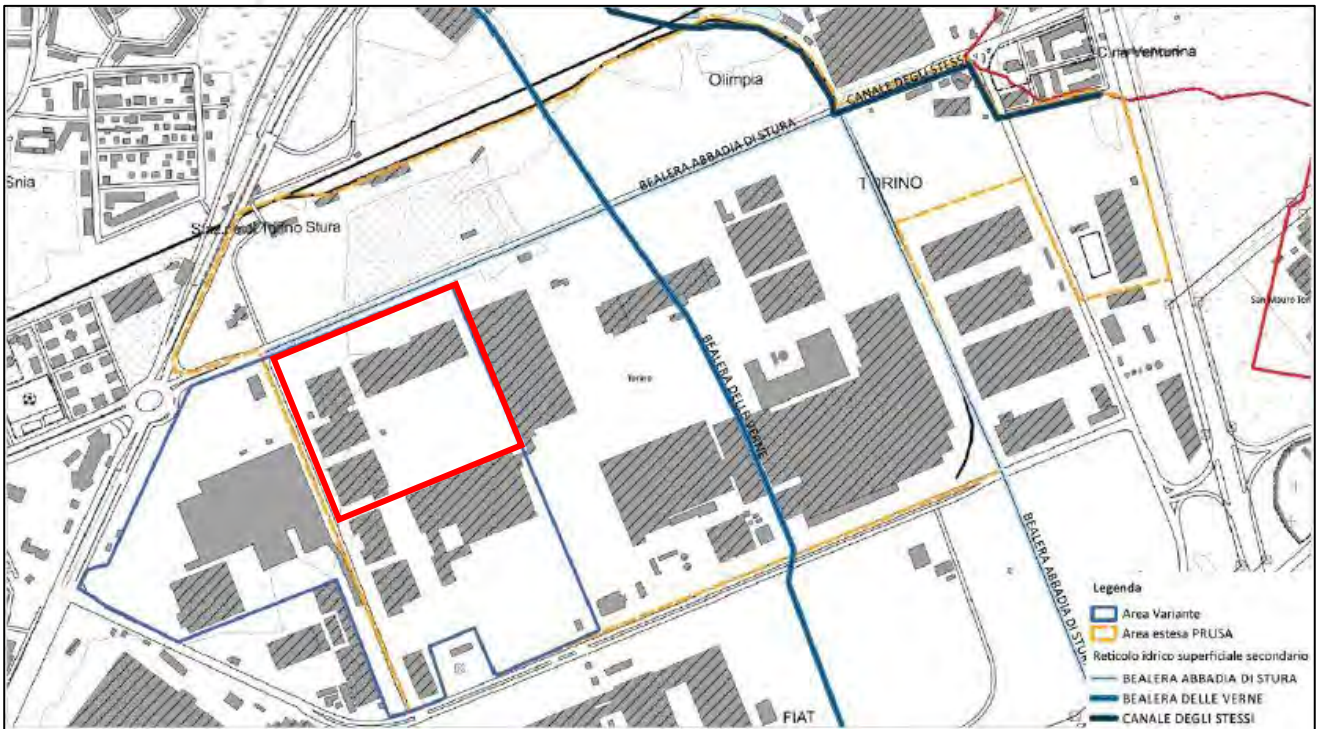 Olimpia
C.na Venturina
CANALE DEGLI STESSI
BEALERA ABBADIA DI STURA
Snia
TORINO
Torino Stura
San Mauro Tor
Torino
BEALERA DELLE VERNE
BEALERA ABBADIA DI STURA
FIAT
Legenda
Area Variante
Area estesa PRUSA
Reticolo idrico superficiale secondario
BEALERA ABBADIA DI STURA
BEALERA DELLE VERNE
CANALE DEGLI STESSI